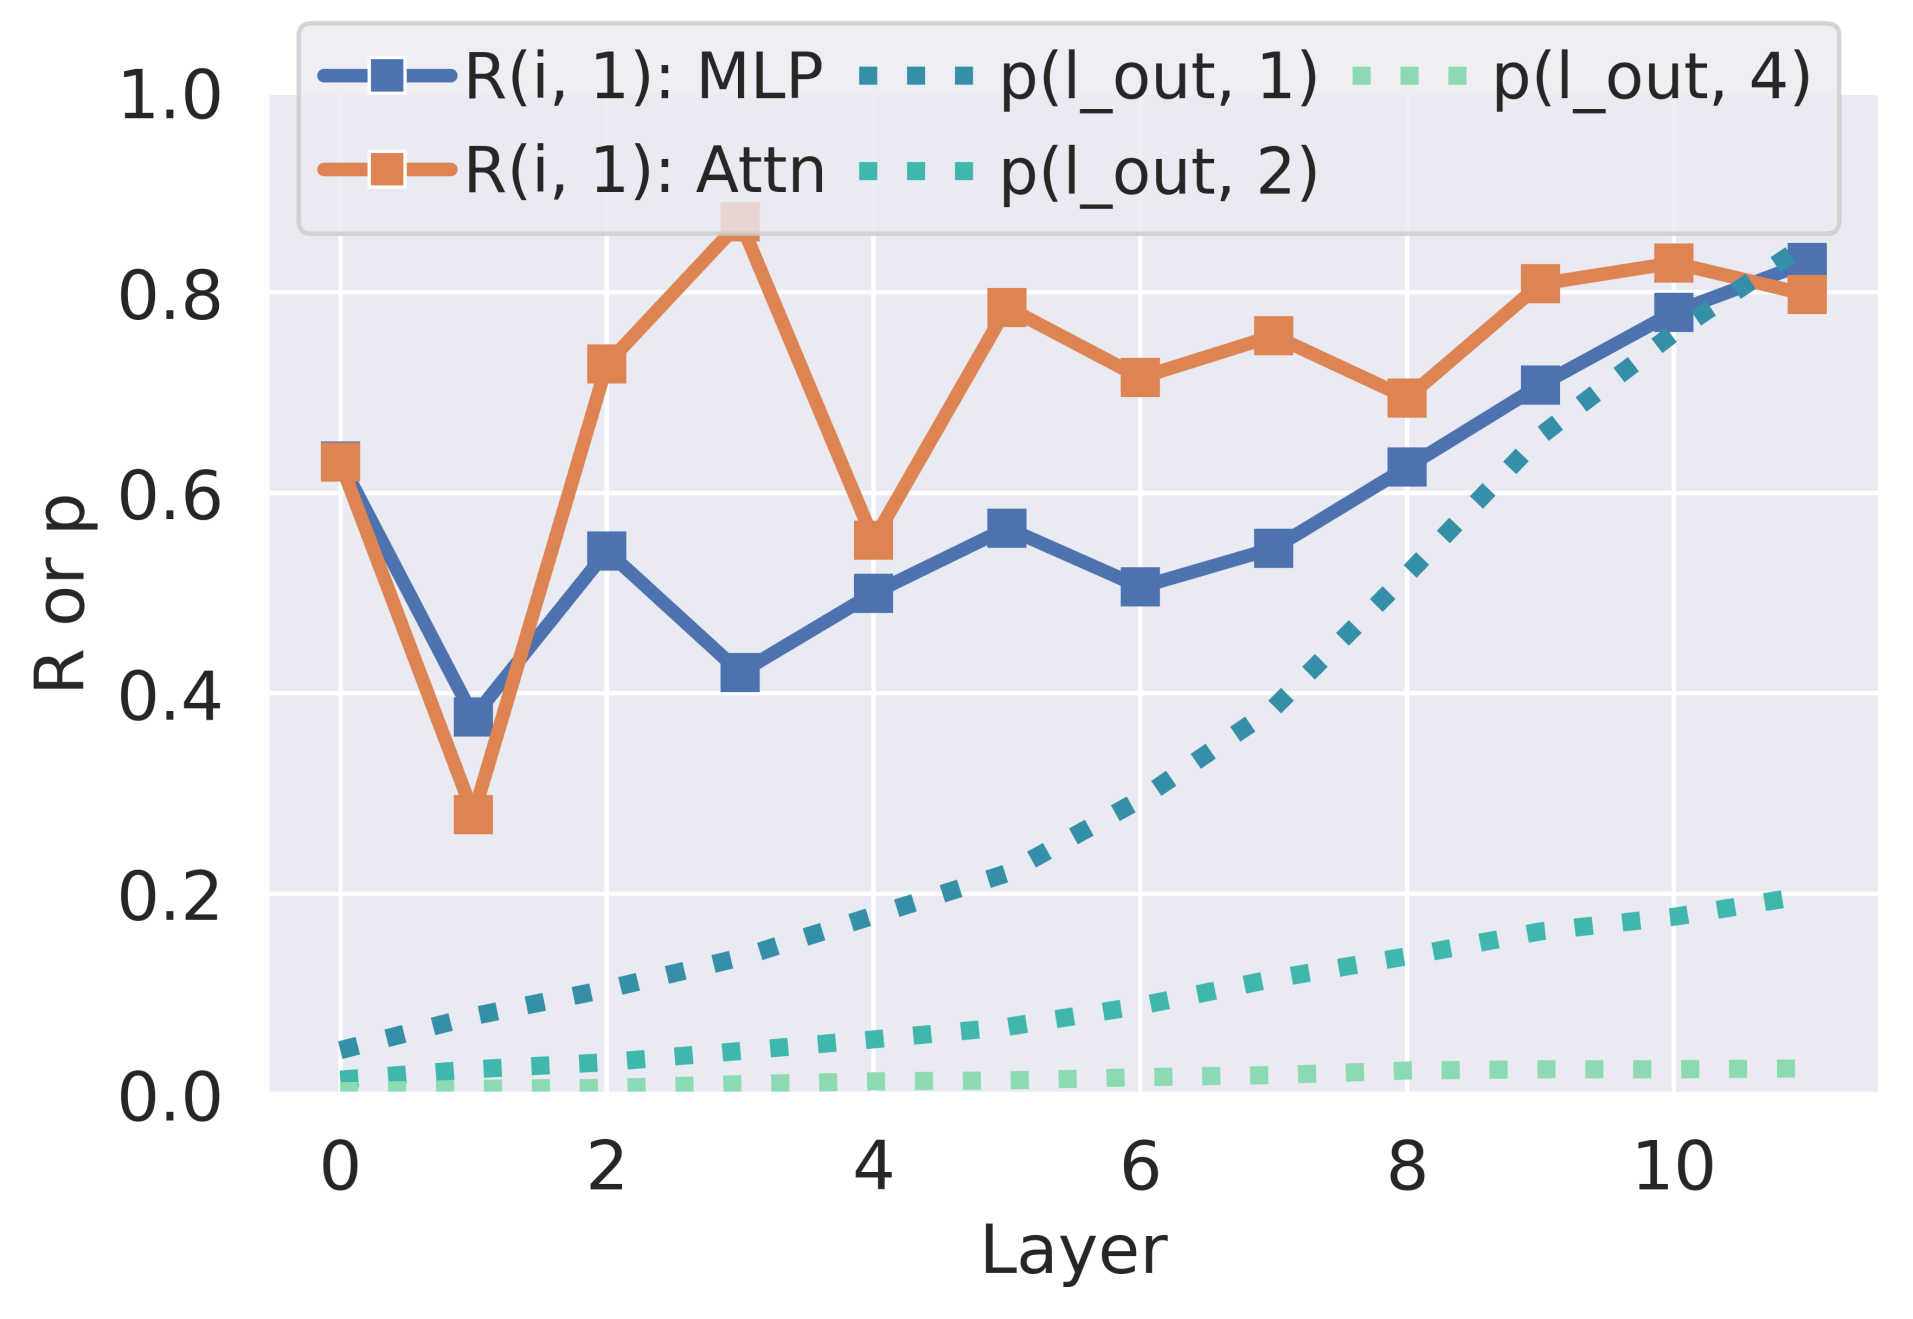 R(i, 1): MLP p(l_out, 1) p(l_out, 4)
R(i, 1): Attn p(l_out, 2)
1.0
0.8
0.6
0.4
0.2
0.0
R or p
0 2 4 6 8 10
Layer